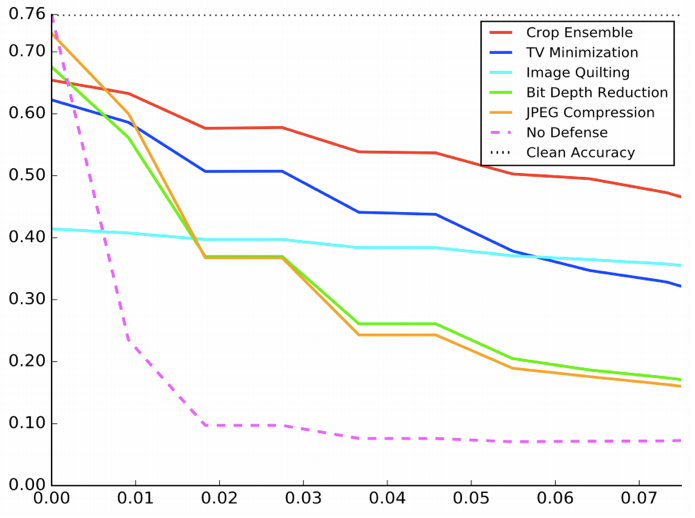 0.76
0.70
0.60
0.50
0.40
0.30
0.20
0.10
0.00
Crop Ensemble
TV Minimization
Image Quilting
Bit Depth Reduction
JPEG Compression
No Defense
Clean Accuracy
0.00 0.01 0.02 0.03 0.04 0.05 0.06 0.07